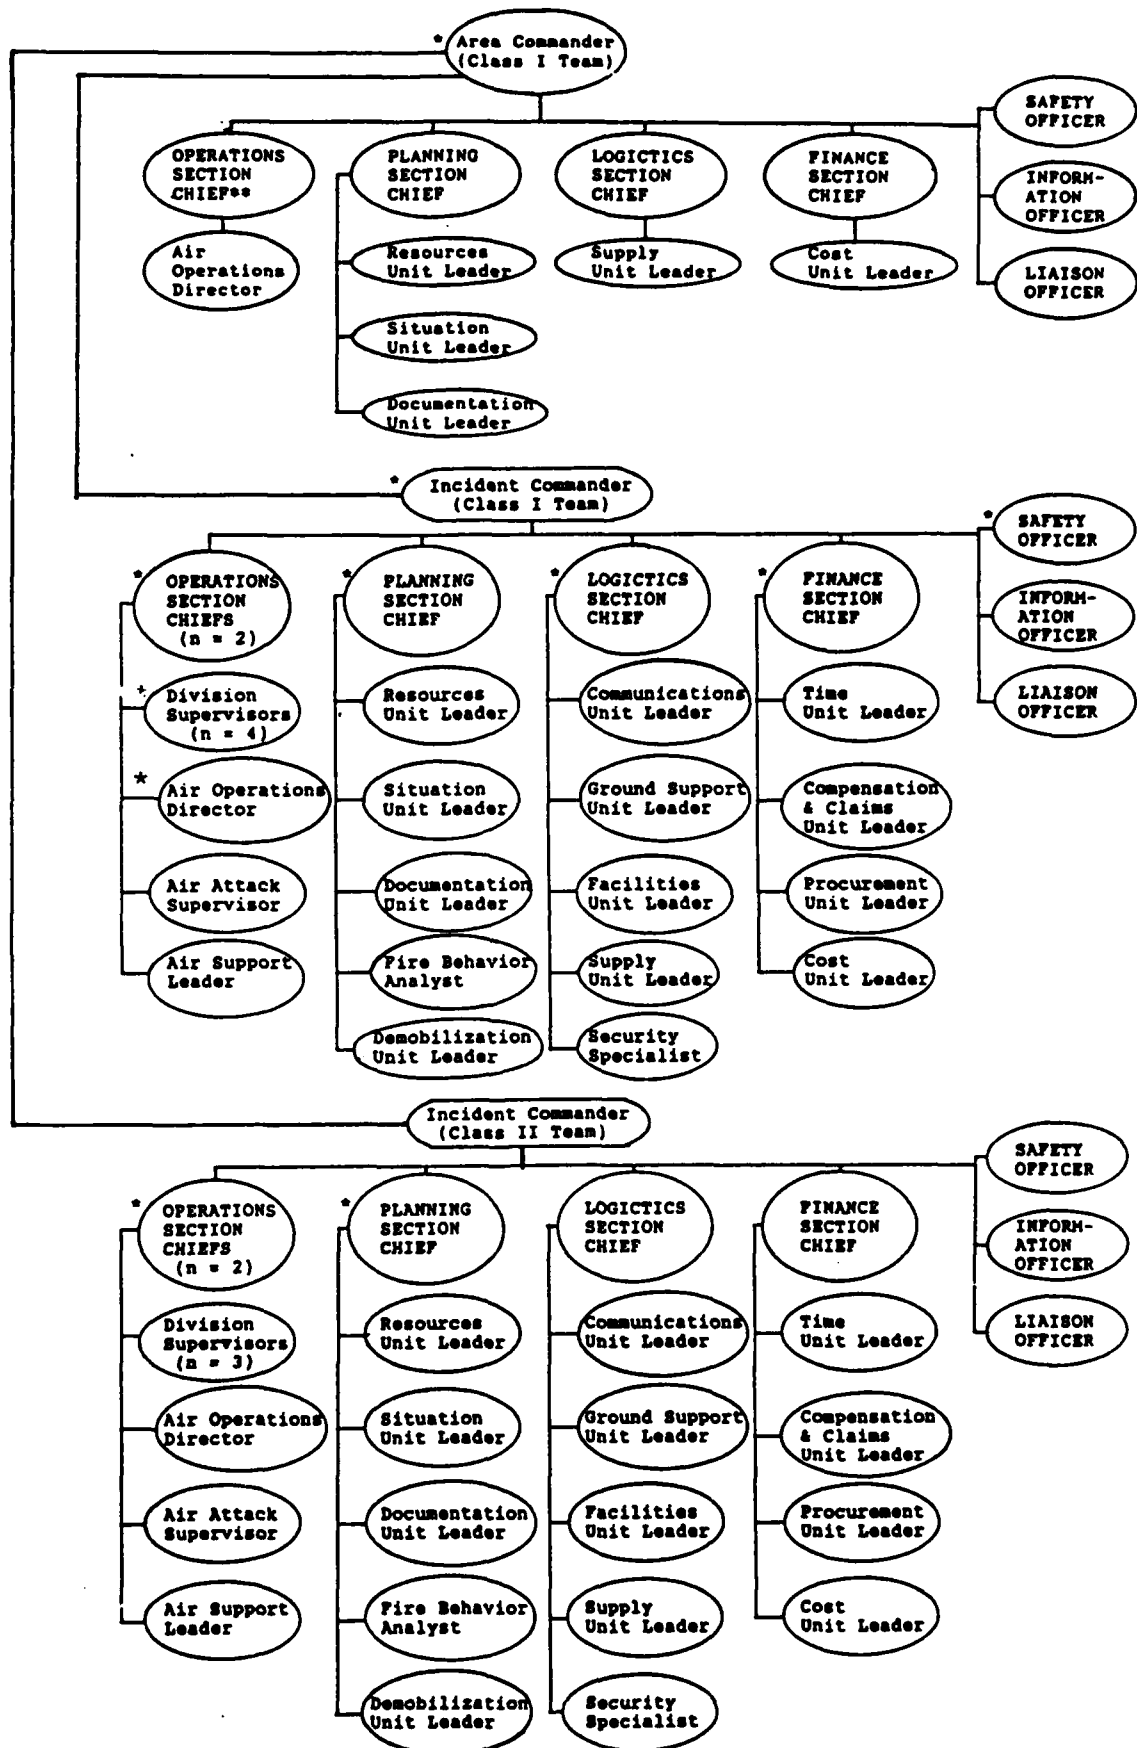 * Area Commander
(Class I Team)
OPERATIONS
SECTION
CHIEF**
PLANNING
SECTION
CHIEF
LOGICTICS
SECTION
CHIEF
FINANCE
SECTION
CHIEF
SAFETY
OFFICER
INFORM-
ATION
OFFICER
LIAISON
OFFICER
Air
Operations
Director
Resources
Unit Leader
Supply
Unit Leader
Cost
Unit Leader
Situation
Unit Leader
Documentation
Unit Leader
* Incident Commander
(Class I Team)
* OPERATIONS
SECTION
CHIEFS
(n = 2)
* PLANNING
SECTION
CHIEF
* LOGICTICS
SECTION
CHIEF
* FINANCE
SECTION
CHIEF
* SAFETY
OFFICER
INFORM-
ATION
OFFICER
LIAISON
OFFICER
* Division
Supervisors
(n = 4)
* Air Operations
Director
Air Attack
Supervisor
Air Support
Leader
Resources
Unit Leader
Situation
Unit Leader
Documentation
Unit Leader
Fire Behavior
Analyst
Demobilization
Unit Leader
Communications
Unit Leader
Ground Support
Unit Leader
Facilities
Unit Leader
Supply
Unit Leader
Security
Specialist
Time
Unit Leader
Compensation
& Claims
Unit Leader
Procurement
Unit Leader
Cost
Unit Leader
Incident Commander
(Class II Team)
* OPERATIONS
SECTION
CHIEFS
(n = 2)
* PLANNING
SECTION
CHIEF
LOGICTICS
SECTION
CHIEF
FINANCE
SECTION
CHIEF
SAFETY
OFFICER
INFORM-
ATION
OFFICER
LIAISON
OFFICER
Division
Supervisors
(n = 3)
Air Operations
Director
Air Attack
Supervisor
Air Support
Leader
Resources
Unit Leader
Situation
Unit Leader
Documentation
Unit Leader
Fire Behavior
Analyst
Demobilization
Unit Leader
Communications
Unit Leader
Ground Support
Unit Leader
Facilities
Unit Leader
Supply
Unit Leader
Security
Specialist
Time
Unit Leader
Compensation
& Claims
Unit Leader
Procurement
Unit Leader
Cost
Unit Leader